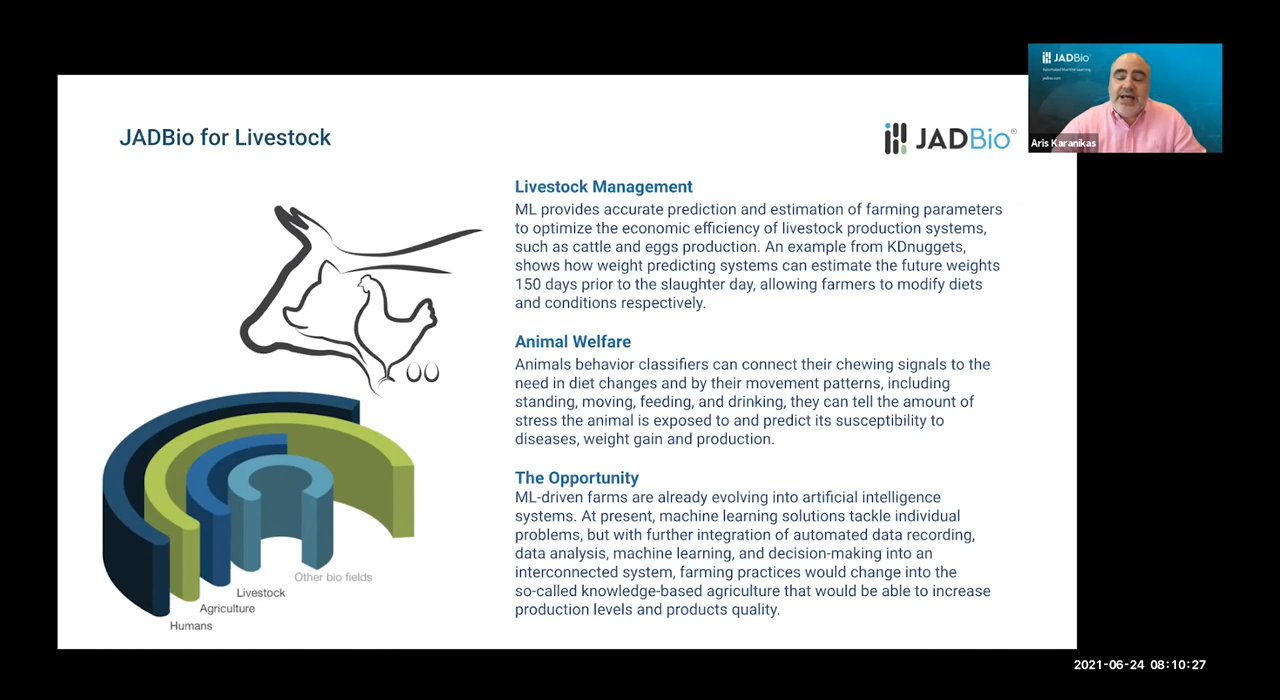 JADBio for Livestock
JADBio®
JADBio
Automated Machine Learning
jadbio.com
Aris Karanikas
Livestock Management
ML provides accurate prediction and estimation of farming parameters
to optimize the economic efficiency of livestock production systems,
such as cattle and eggs production. An example from KDnuggets,
shows how weight predicting systems can estimate the future weights
150 days prior to the slaughter day, allowing farmers to modify diets
and conditions respectively.
Animal Welfare
Animals behavior classifiers can connect their chewing signals to the
need in diet changes and by their movement patterns, including
standing, moving, feeding, and drinking, they can tell the amount of
stress the animal is exposed to and predict its susceptibility to
diseases, weight gain and production.
The Opportunity
ML-driven farms are already evolving into artificial intelligence
systems. At present, machine learning solutions tackle individual
problems, but with further integration of automated data recording,
data analysis, machine learning, and decision-making into an
interconnected system, farming practices would change into the
so-called knowledge-based agriculture that would be able to increase
production levels and products quality.
Other bio fields
Livestock
Agriculture
Humans
2021-06-24 08:10:27